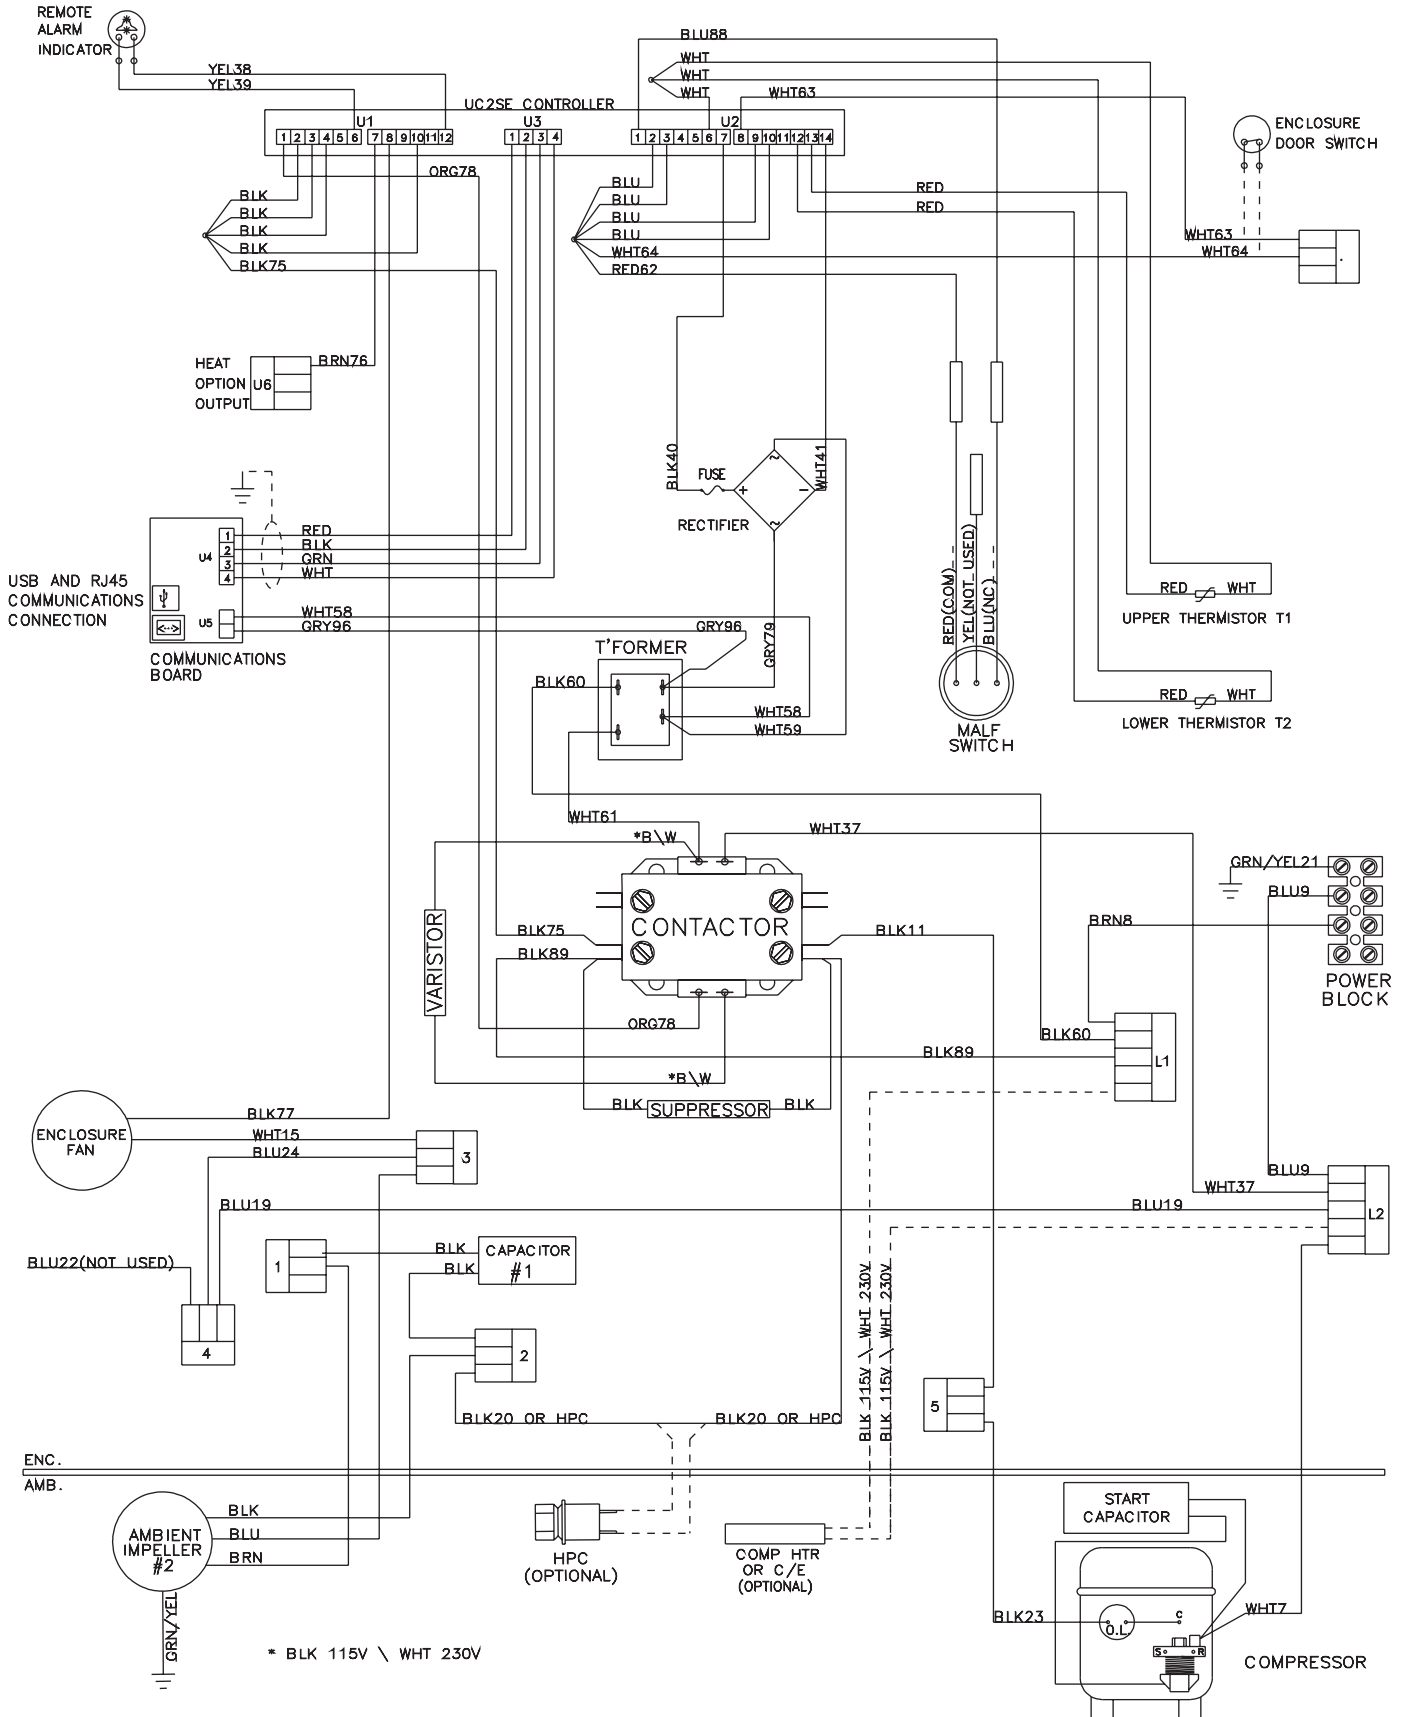 REMOTE
ALARM
INDICATOR
YEL38
YEL39
BLU88
WHT
WHT
WHT
WHT63
UC2SE CONTROLLER
U1
U3
U2
1 2 3 4 5 6 7 8 9 10 11 12
1 2 3 4
1 2 3 4 5 6 7 8 9 10 11 12 13 14
ENCLOSURE
DOOR SWITCH
ORG78
BLK
BLK
BLK
BLK
BLK75
BLU
BLU
BLU
BLU
WHT64
RED62
RED
RED
WHT63
WHT64
HEAT
OPTION
OUTPUT
U6
BRN76
BLK40
FUSE
+
~
~
−
WHT41
RECTIFIER
RED
BLK
GRN
WHT
1
2
3
4
U4
U5
USB AND RJ45
COMMUNICATIONS
CONNECTION
WHT58
GRY96
COMMUNICATIONS
BOARD
GRY96
GRY79
T'FORMER
BLK60
WHT58
WHT59
RED(COM)
YEL(NOT USED)
BLU(NC)
MALF
SWITCH
RED
WHT
UPPER THERMISTOR T1
RED
WHT
LOWER THERMISTOR T2
WHT61
*B\W
WHT37
VARISTOR
CONTACTOR
BLK75
BLK89
BLK11
ORG78
*B\W
BLK
SUPPRESSOR
BLK
GRN/YEL21
BLU9
BRN8
POWER
BLOCK
BLK60
BLK89
L1
ENCLOSURE
FAN
BLK77
WHT15
BLU24
3
BLU19
BLU19
BLU9
WHT37
L2
BLU22(NOT USED)
4
1
BLK
BLK
CAPACITOR
#1
2
BLK20 OR HPC
BLK20 OR HPC
BLK 115V / WHT 230V
BLK 115V / WHT 230V
5
ENC.
AMB.
AMBIENT
IMPELLER
#2
BLK
BLU
BRN
GRN/YEL
HPC
(OPTIONAL)
COMP HTR
OR C/E
(OPTIONAL)
START
CAPACITOR
BLK23
O.L.
C
S
R
WHT7
COMPRESSOR
* BLK 115V \ WHT 230V